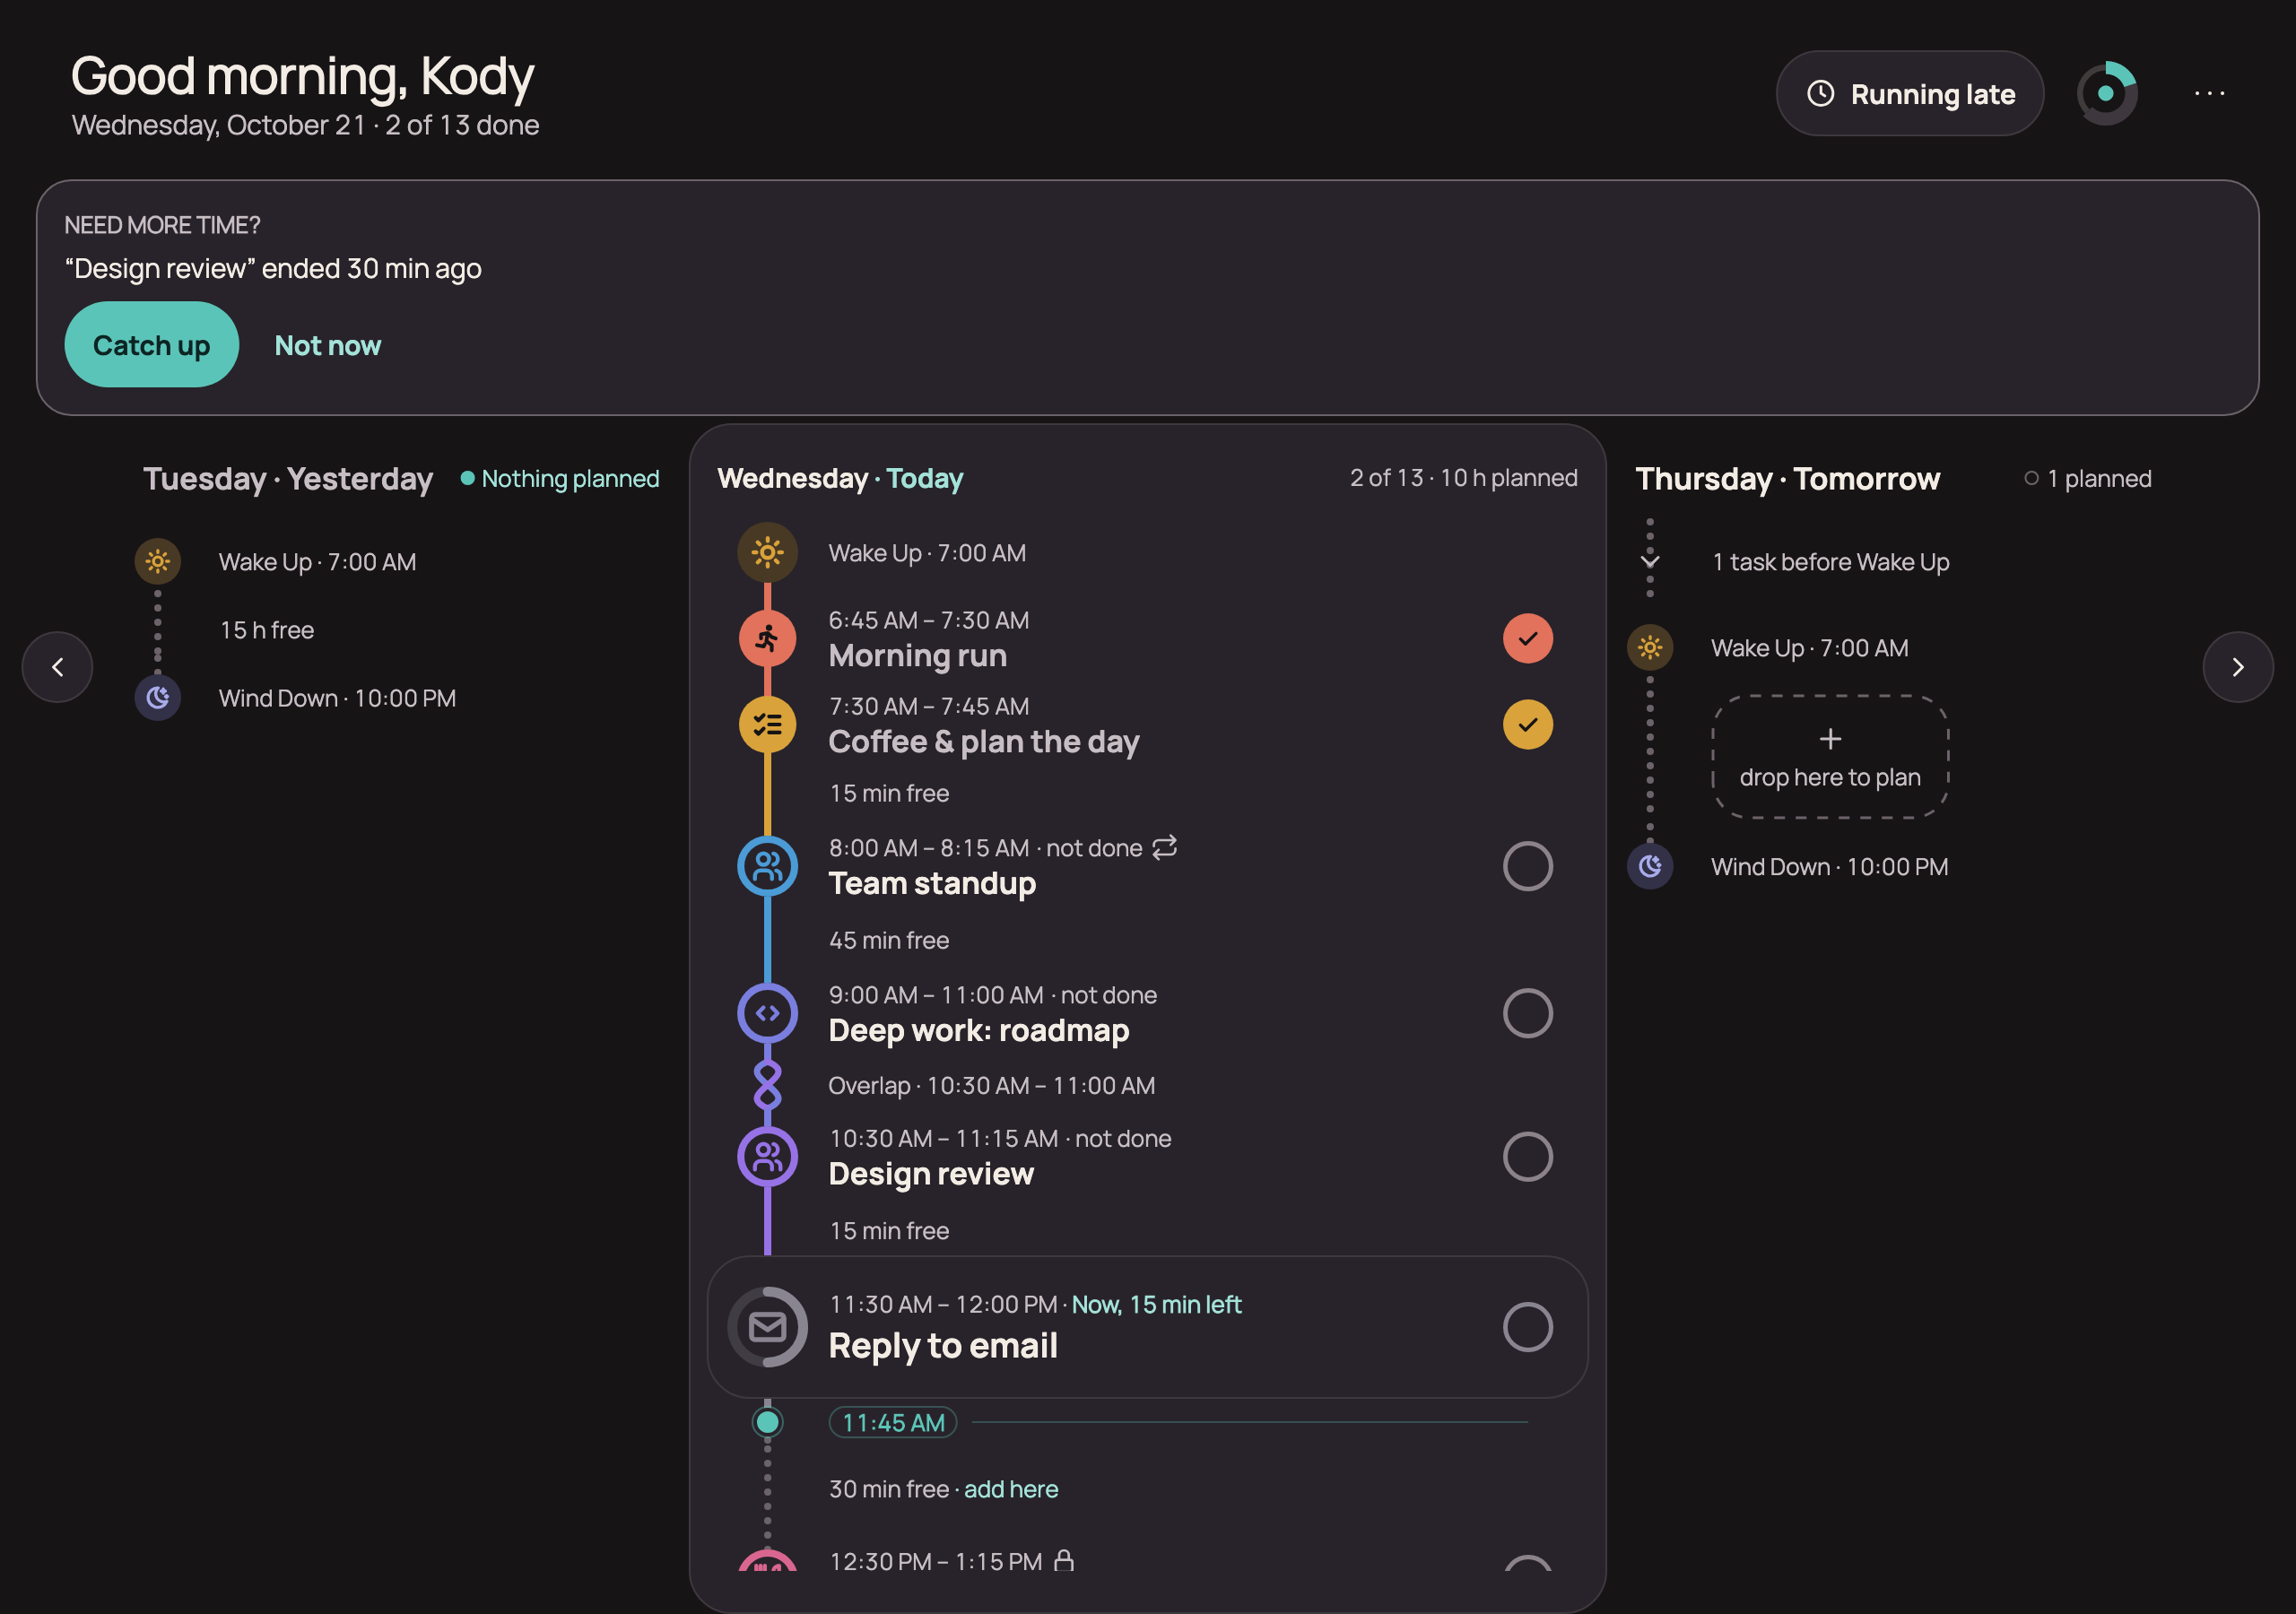 Good morning, Kody
Wednesday, October 21 · 2 of 13 done
Running late
NEED MORE TIME?
“Design review” ended 30 min ago
Catch up
Not now
Tuesday · Yesterday
Nothing planned
Wake Up · 7:00 AM
15 h free
Wind Down · 10:00 PM
Wednesday · Today
2 of 13 · 10 h planned
Wake Up · 7:00 AM
6:45 AM – 7:30 AM
Morning run
7:30 AM – 7:45 AM
Coffee & plan the day
15 min free
8:00 AM – 8:15 AM · not done
Team standup
45 min free
9:00 AM – 11:00 AM · not done
Deep work: roadmap
Overlap · 10:30 AM – 11:00 AM
10:30 AM – 11:15 AM · not done
Design review
15 min free
11:30 AM – 12:00 PM · Now, 15 min left
Reply to email
11:45 AM
30 min free · add here
12:30 PM – 1:15 PM
Thursday · Tomorrow
1 planned
1 task before Wake Up
Wake Up · 7:00 AM
drop here to plan
Wind Down · 10:00 PM